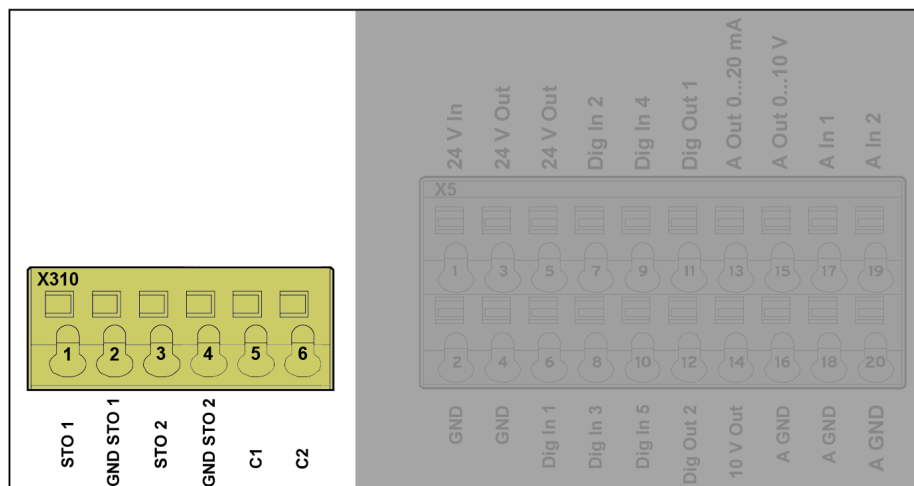 24 V In
24 V Out
24 V Out
Dig In 2
Dig In 4
Dig Out 1
A Out 0...20 mA
A Out 0...10 V
A In 1
A In 2
X5
1 3 5 7 9 11 13 15 17 19
2 4 6 8 10 12 14 16 18 20
GND
GND
Dig In 1
Dig In 3
Dig In 5
Dig Out 2
10 V Out
A GND
A GND
A GND
X310
1 2 3 4 5 6
STO 1
GND STO 1
STO 2
GND STO 2
C1
C2